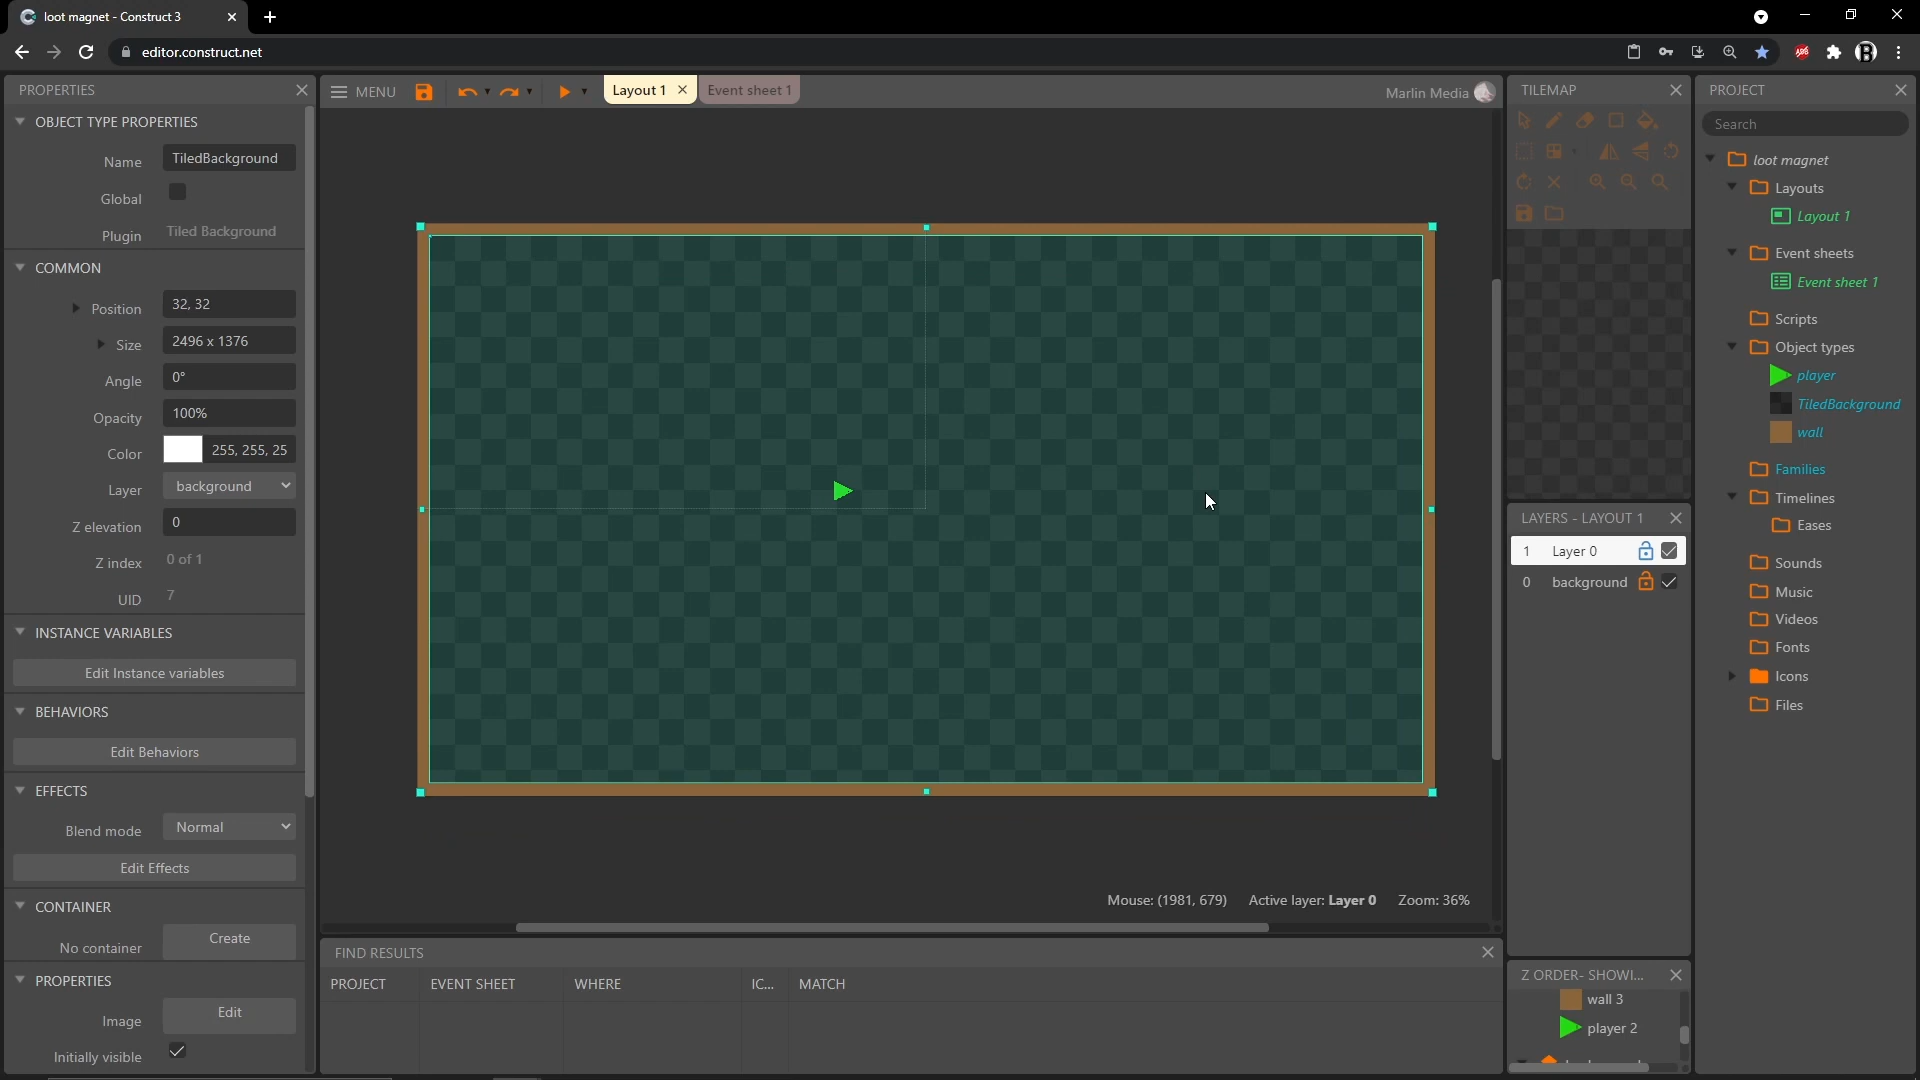 loot magnet - Construct 3
editor.construct.net
PROPERTIES
OBJECT TYPE PROPERTIES
Name TiledBackground
Global
Plugin Tiled Background
COMMON
Position 32, 32
Size 2496 x 1376
Angle 0°
Opacity 100%
Color 255, 255, 25
Layer background
Z elevation 0
Z index 0 of 1
UID 7
INSTANCE VARIABLES
Edit Instance variables
BEHAVIORS
Edit Behaviors
EFFECTS
Blend mode Normal
Edit Effects
CONTAINER
No container Create
PROPERTIES
Image Edit
Initially visible
MENU
Layout 1
Event sheet 1
Marlin Media
Mouse: (1981, 679) Active layer: Layer 0 Zoom: 36%
FIND RESULTS
PROJECT EVENT SHEET WHERE IC... MATCH
TILEMAP
LAYERS - LAYOUT 1
1 Layer 0
0 background
Z ORDER- SHOWI...
wall 3
player 2
PROJECT
Search
loot magnet
Layouts
Layout 1
Event sheets
Event sheet 1
Scripts
Object types
player
TiledBackground
wall
Families
Timelines
Eases
Sounds
Music
Videos
Fonts
Icons
Files